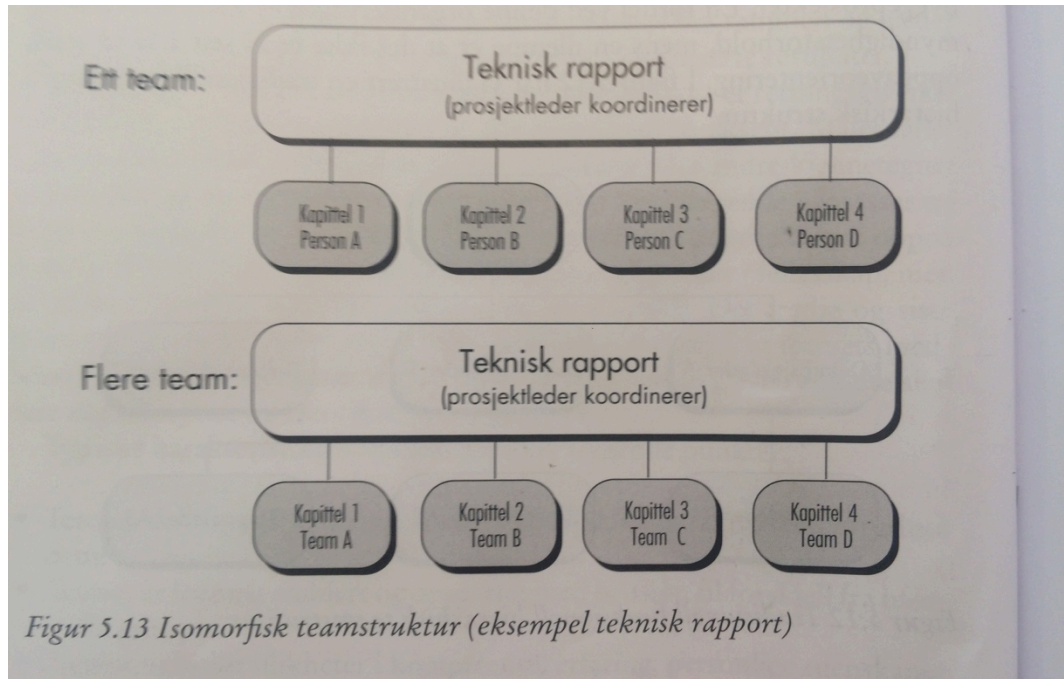 Ett team:
Teknisk rapport
(prosjektleder koordinerer)
Kapittel 1
Person A
Kapittel 2
Person B
Kapittel 3
Person C
Kapittel 4
Person D
Flere team:
Teknisk rapport
(prosjektleder koordinerer)
Kapittel 1
Team A
Kapittel 2
Team B
Kapittel 3
Team C
Kapittel 4
Team D
Figur 5.13 Isomorfisk teamstruktur (eksempel teknisk rapport)